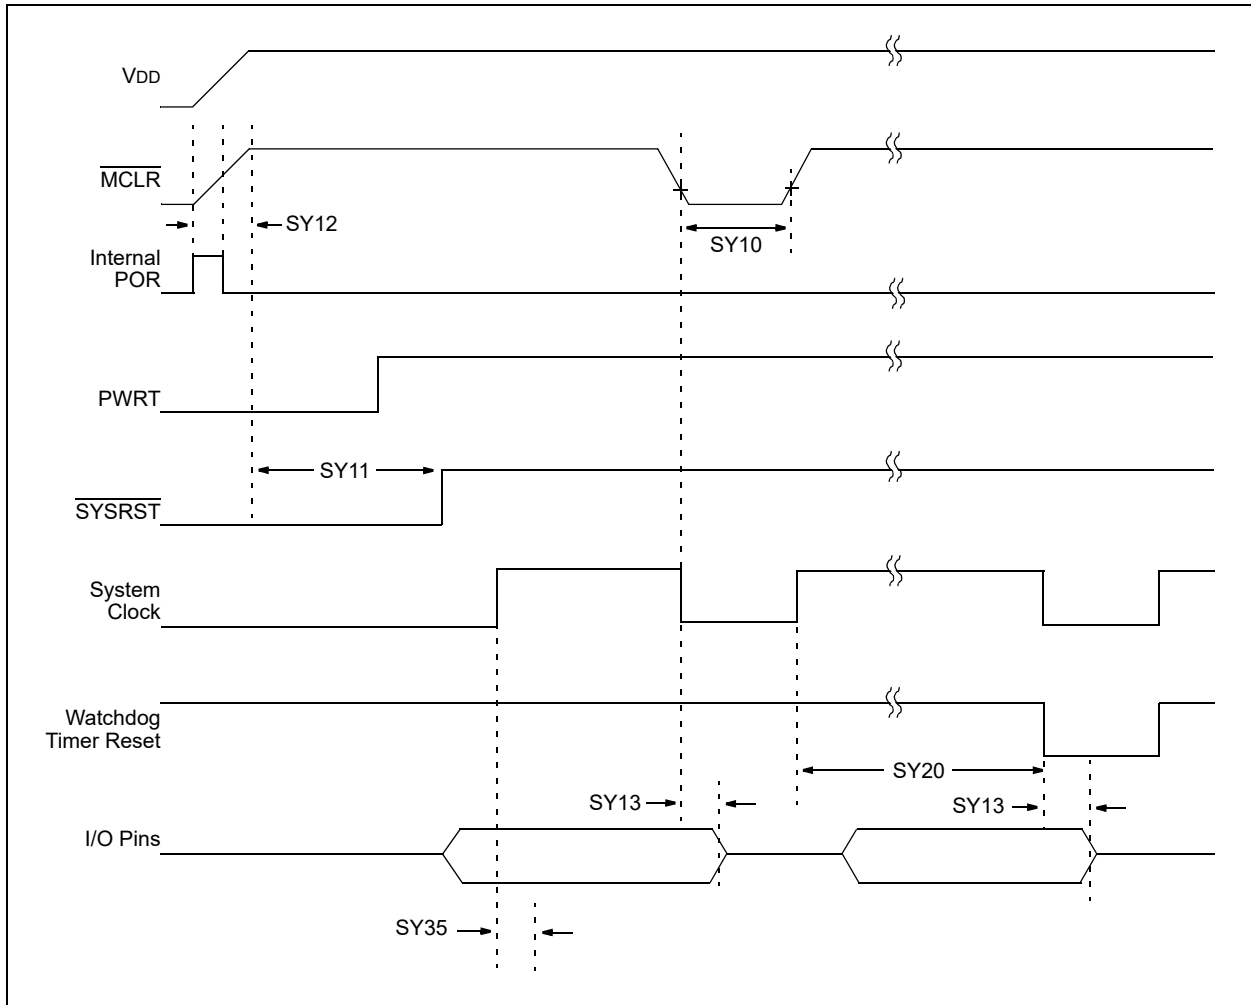 VDD
MCLR
SY12
SY10
Internal
POR
PWRT
SY11
SYSRST
System
Clock
Watchdog
Timer Reset
SY20
SY13
SY13
I/O Pins
SY35